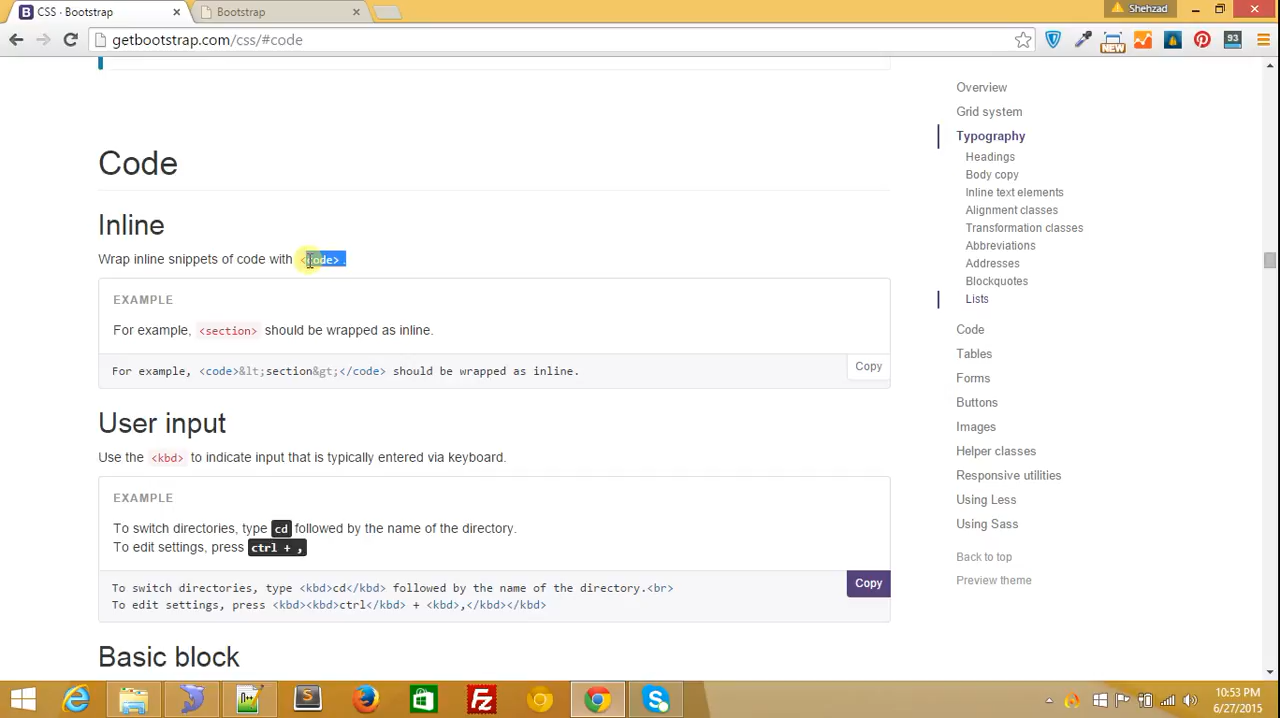 CSS · Bootstrap
Bootstrap
Shehzad
getbootstrap.com/css/#code
NEW
93
Code
Inline
Wrap inline snippets of code with <code>.
EXAMPLE
For example, <section> should be wrapped as inline.
For example, <code>&lt;section&gt;</code> should be wrapped as inline.
Copy
User input
Use the <kbd> to indicate input that is typically entered via keyboard.
EXAMPLE
To switch directories, type cd followed by the name of the directory.
To edit settings, press ctrl + ,
Copy
To switch directories, type <kbd>cd</kbd> followed by the name of the directory.<br>
To edit settings, press <kbd><kbd>ctrl</kbd> + <kbd>,</kbd></kbd>
Basic block
Overview
Grid system
Typography
Headings
Body copy
Inline text elements
Alignment classes
Transformation classes
Abbreviations
Addresses
Blockquotes
Lists
Code
Tables
Forms
Buttons
Images
Helper classes
Responsive utilities
Using Less
Using Sass
Back to top
Preview theme
10:53 PM
6/27/2015